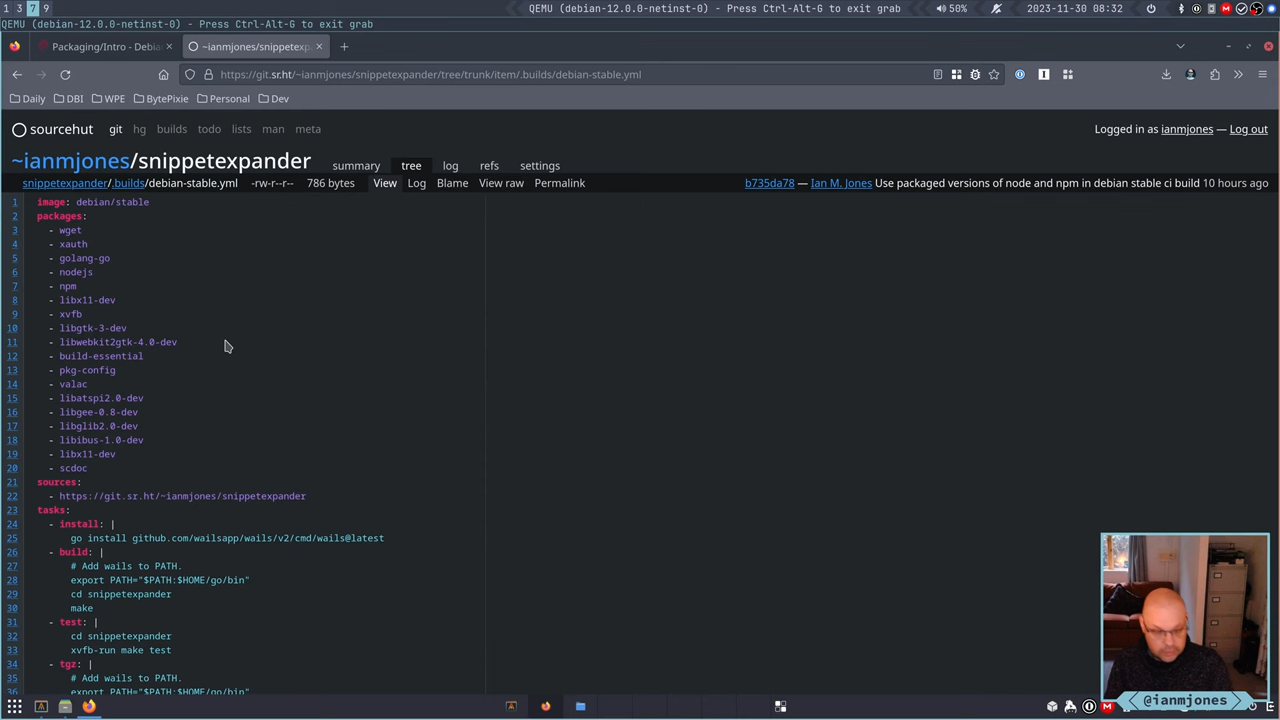 1 3 7 9
QEMU (debian-12.0.0-netinst-0) - Press Ctrl-Alt-G to exit grab
50%
2023-11-30 08:32
QEMU (debian-12.0.0-netinst-0) - Press Ctrl-Alt-G to exit grab
Packaging/Intro - Debia
~ianmjones/snippetexp
https://git.sr.ht/~ianmjones/snippetexpander/tree/trunk/item/.builds/debian-stable.yml
Daily DBI WPE BytePixie Personal Dev
sourcehut git hg builds todo lists man meta
Logged in as ianmjones — Log out
~ianmjones/snippetexpander summary tree log refs settings
snippetexpander/.builds/debian-stable.yml -rw-r--r-- 786 bytes View Log Blame View raw Permalink
b735da78 — Ian M. Jones Use packaged versions of node and npm in debian stable ci build 10 hours ago
1 image: debian/stable
2 packages:
3 - wget
4 - xauth
5 - golang-go
6 - nodejs
7 - npm
8 - libx11-dev
9 - xvfb
10 - libgtk-3-dev
11 - libwebkit2gtk-4.0-dev
12 - build-essential
13 - pkg-config
14 - valac
15 - libatspi2.0-dev
16 - libgee-0.8-dev
17 - libglib2.0-dev
18 - libibus-1.0-dev
19 - libx11-dev
20 - scdoc
21 sources:
22 - https://git.sr.ht/~ianmjones/snippetexpander
23 tasks:
24 - install: |
25 go install github.com/wailsapp/wails/v2/cmd/wails@latest
26 - build: |
27 # Add wails to PATH.
28 export PATH="$PATH:$HOME/go/bin"
29 cd snippetexpander
30 make
31 - test: |
32 cd snippetexpander
33 xvfb-run make test
34 - tgz: |
35 # Add wails to PATH.
36 export PATH="$PATH:$HOME/go/bin"
@ianmjones